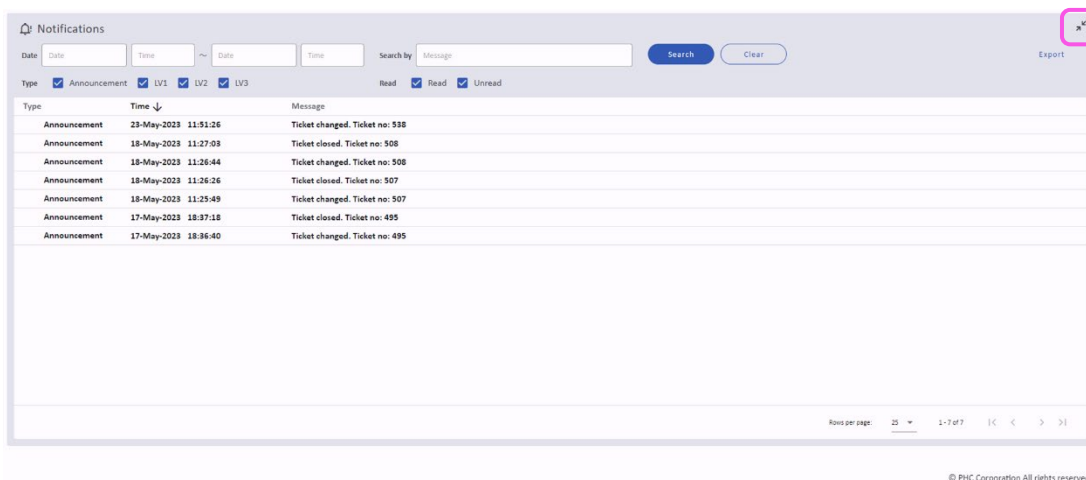 Notifications
Date Date Time ~ Date Time Search by Message Search Clear Export
Type Announcement LV1 LV2 LV3 Read Read Unread
Type Time Message
Announcement 23-May-2023 11:51:26 Ticket changed. Ticket no: 538
Announcement 18-May-2023 11:27:03 Ticket closed. Ticket no: 508
Announcement 18-May-2023 11:26:44 Ticket changed. Ticket no: 508
Announcement 18-May-2023 11:26:26 Ticket closed. Ticket no: 507
Announcement 18-May-2023 11:25:49 Ticket changed. Ticket no: 507
Announcement 17-May-2023 18:37:18 Ticket closed. Ticket no: 495
Announcement 17-May-2023 18:36:40 Ticket changed. Ticket no: 495
Rows per page: 25 1-7 of 7
© PHC Corporation All rights reserve